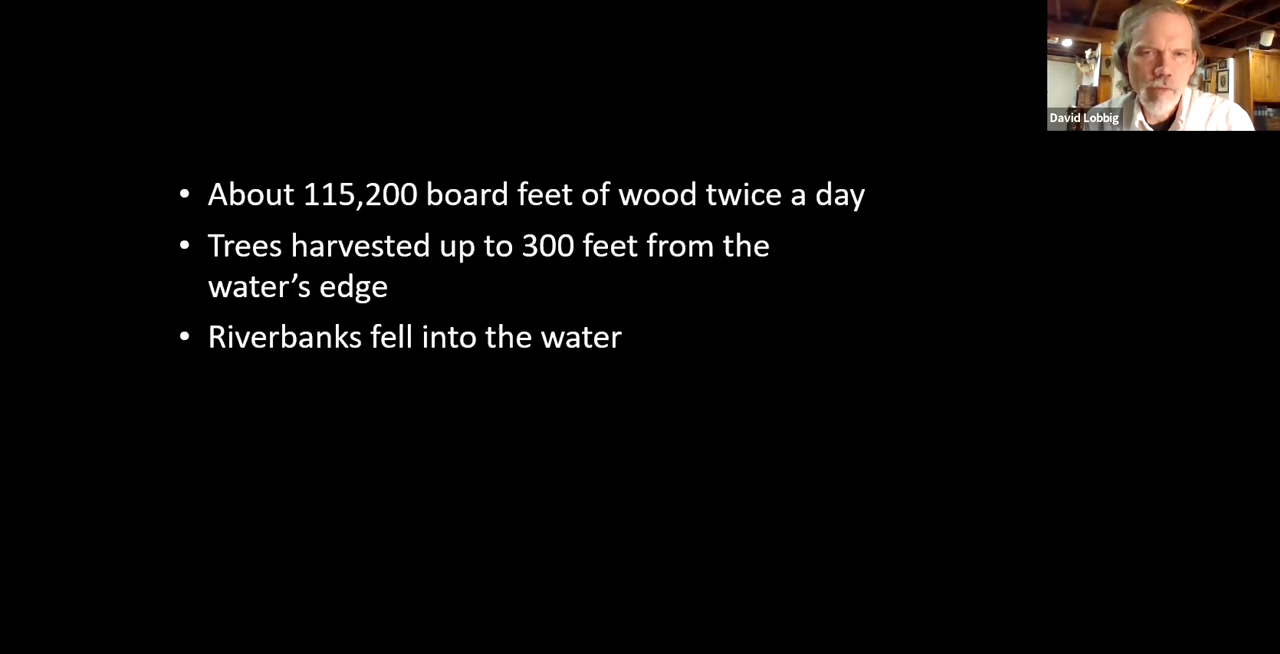 David Lobbig
• About 115,200 board feet of wood twice a day
• Trees harvested up to 300 feet from the
water’s edge
• Riverbanks fell into the water